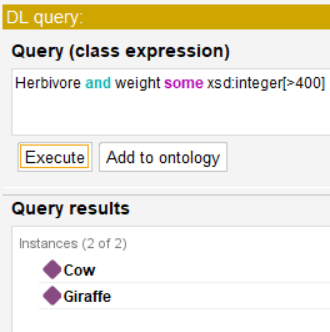 DL query:
Query (class expression)
Herbivore and weight some xsd:integer[>400]
Execute Add to ontology
Query results
Instances (2 of 2)
Cow
Giraffe